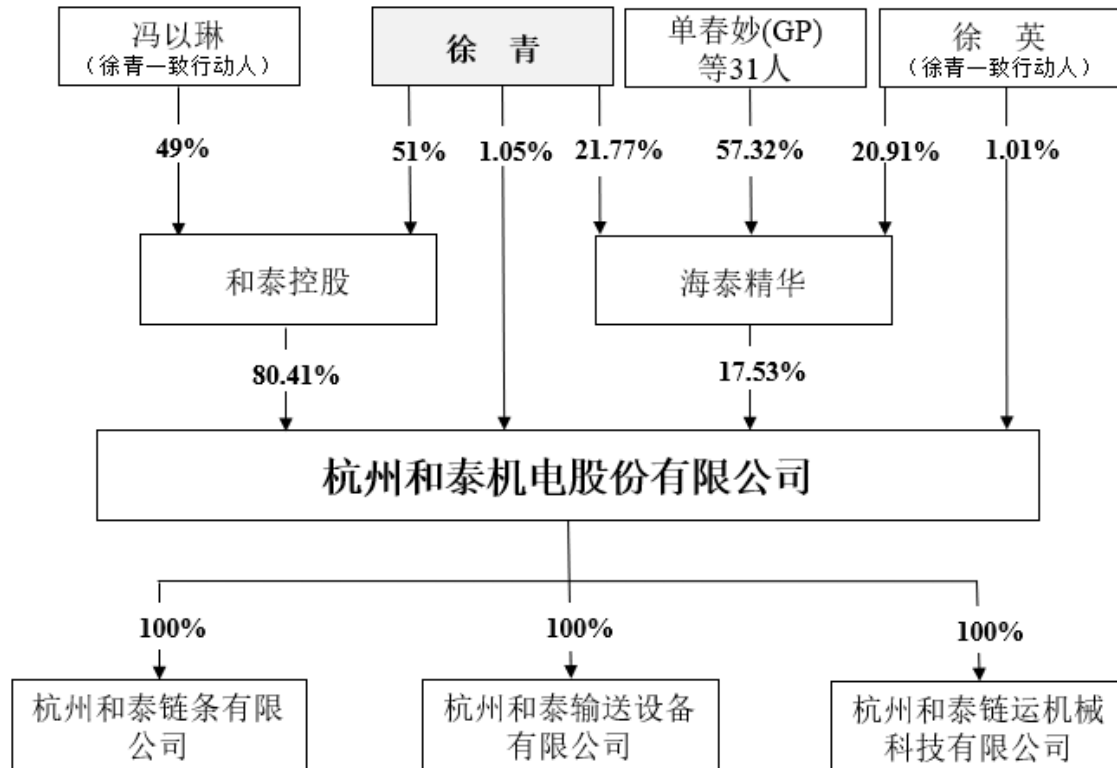 冯以琳
（徐青一致行动人）
徐 青
单春妙(GP)
等31人
徐 英
（徐青一致行动人）
49%
51%
1.05%
21.77%
57.32%
20.91%
1.01%
和泰控股
海泰精华
80.41%
17.53%
杭州和泰机电股份有限公司
100%
100%
100%
杭州和泰链条有限
公司
杭州和泰输送设备
有限公司
杭州和泰链运机械
科技有限公司